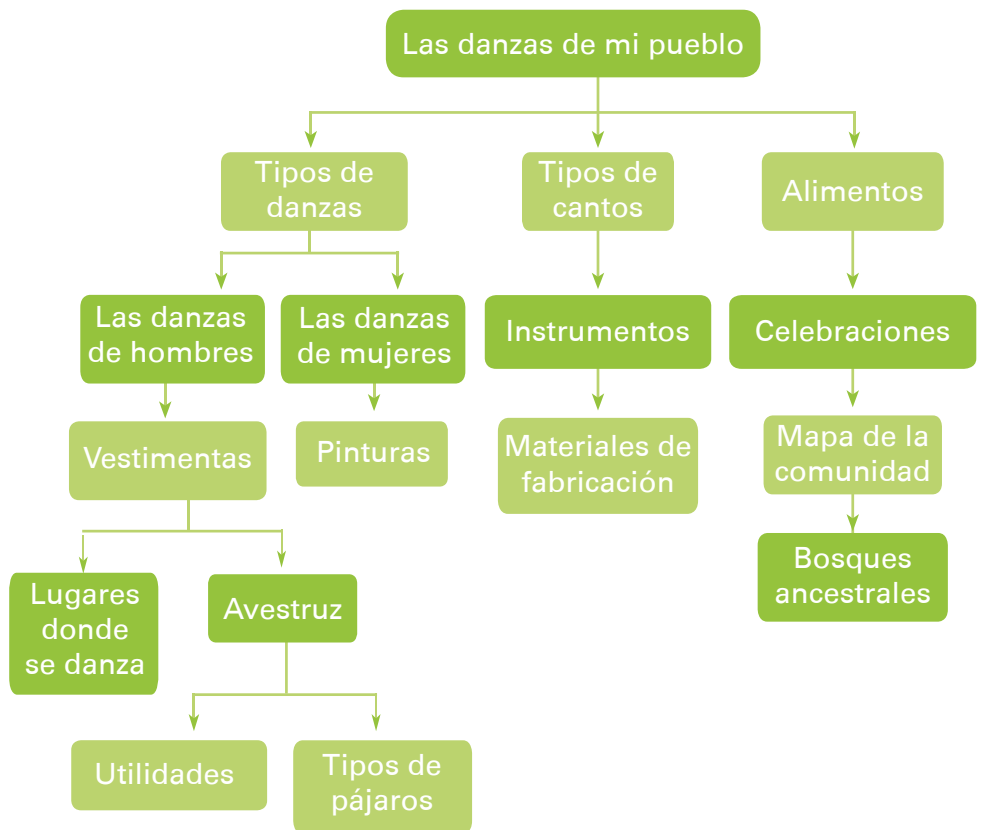 Las danzas de mi pueblo
Tipos de
danzas
Tipos de
cantos
Alimentos
Las danzas
de hombres
Las danzas
de mujeres
Instrumentos
Celebraciones
Vestimentas
Pinturas
Materiales de
fabricación
Mapa de la
comunidad
Lugares
donde
se danza
Avestruz
Bosques
ancestrales
Utilidades
Tipos de
pájaros